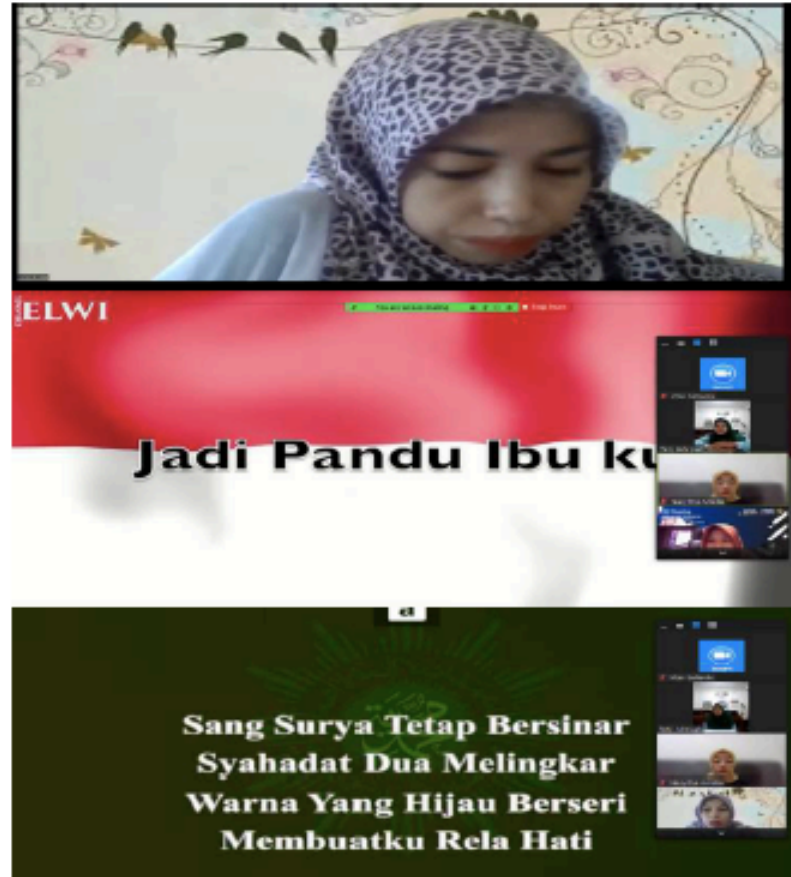 ELWI
Jadi Pandu Ibu ku
a
Sang Surya Tetap Bersinar
Syahadat Dua Melingkar
Warna Yang Hijau Berseri
Membuatku Rela Hati